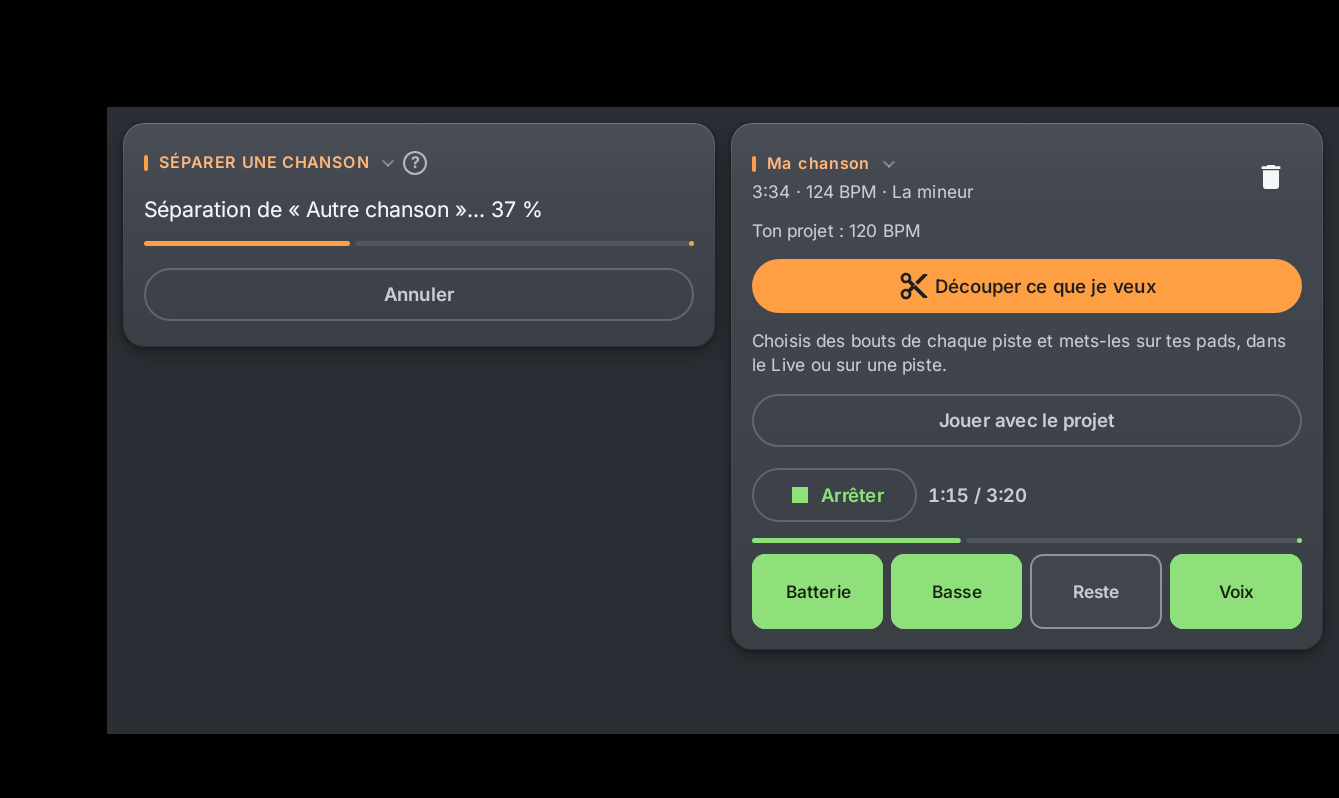 SÉPARER UNE CHANSON ?
Séparation de « Autre chanson »… 37 %
Annuler
Ma chanson
3:34 · 124 BPM · La mineur
Ton projet : 120 BPM
Découper ce que je veux
Choisis des bouts de chaque piste et mets-les sur tes pads, dans
le Live ou sur une piste.
Jouer avec le projet
Arrêter 1:15 / 3:20
Batterie Basse Reste Voix